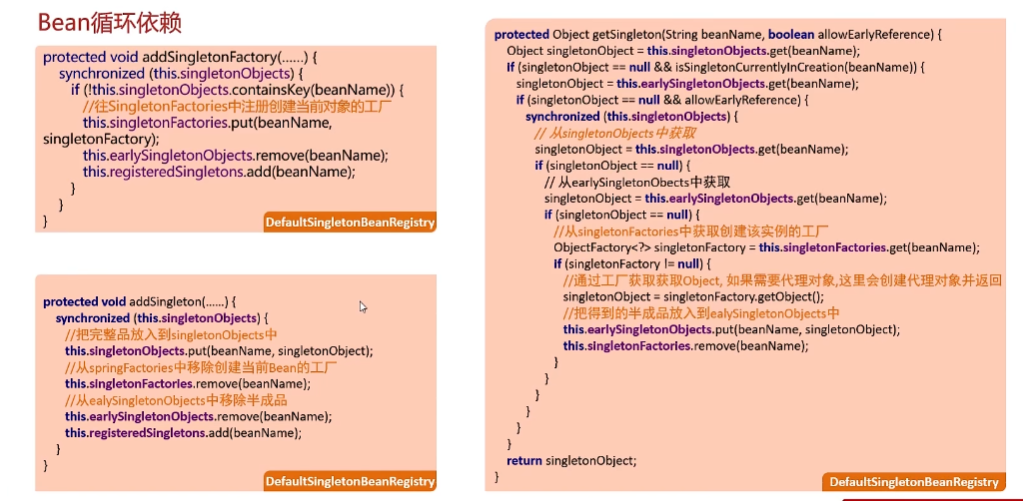 Bean循环依赖
protected void addSingletonFactory(......) {
synchronized (this.singletonObjects) {
if (!this.singletonObjects.containsKey(beanName)) {
//往SingletonFactories中注册创建当前对象的工厂
this.singletonFactories.put(beanName,
singletonFactory);
this.earlySingletonObjects.remove(beanName);
this.registeredSingletons.add(beanName);
}
}
}
DefaultSingletonBeanRegistry
protected void addSingleton(......) {
synchronized (this.singletonObjects) {
//把完整品放入到singletonObjects中
this.singletonObjects.put(beanName, singletonObject);
//从springFactories中移除创建当前Bean的工厂
this.singletonFactories.remove(beanName);
//从ealySingletonObjects中移除半成品
this.earlySingletonObjects.remove(beanName);
this.registeredSingletons.add(beanName);
}
}
DefaultSingletonBeanRegistry
protected Object getSingleton(String beanName, boolean allowEarlyReference) {
Object singletonObject = this.singletonObjects.get(beanName);
If (singletonObject == null && isSingletonCurrentlyInCreation(beanName)) {
singletonObject = this.earlySingletonObjects.get(beanName);
if (singletonObject == null && allowEarlyReference) {
synchronized (this.singletonObjects) {
// 从singletonObjects中获取
singletonObject = this.singletonObjects.get(beanName);
if (singletonObject == null) {
// 从earlySingletonObects中获取
singletonObject = this.earlySingletonObjects.get(beanName);
if (singletonObject == null) {
//从singletonFactories中获取创建该实例的工厂
ObjectFactory<?> singletonFactory = this.singletonFactories.get(beanName);
if (singletonFactory != null) {
//通过工厂获取获取Object, 如果需要代理对象,这里会创建代理对象并返回
singletonObject = singletonFactory.getObject();
//把得到的半成品放入到ealySingletonObjects中
this.earlySingletonObjects.put(beanName, singletonObject);
this.singletonFactories.remove(beanName);
}
}
}
}
}
}
return singletonObject;
}
DefaultSingletonBeanRegistry